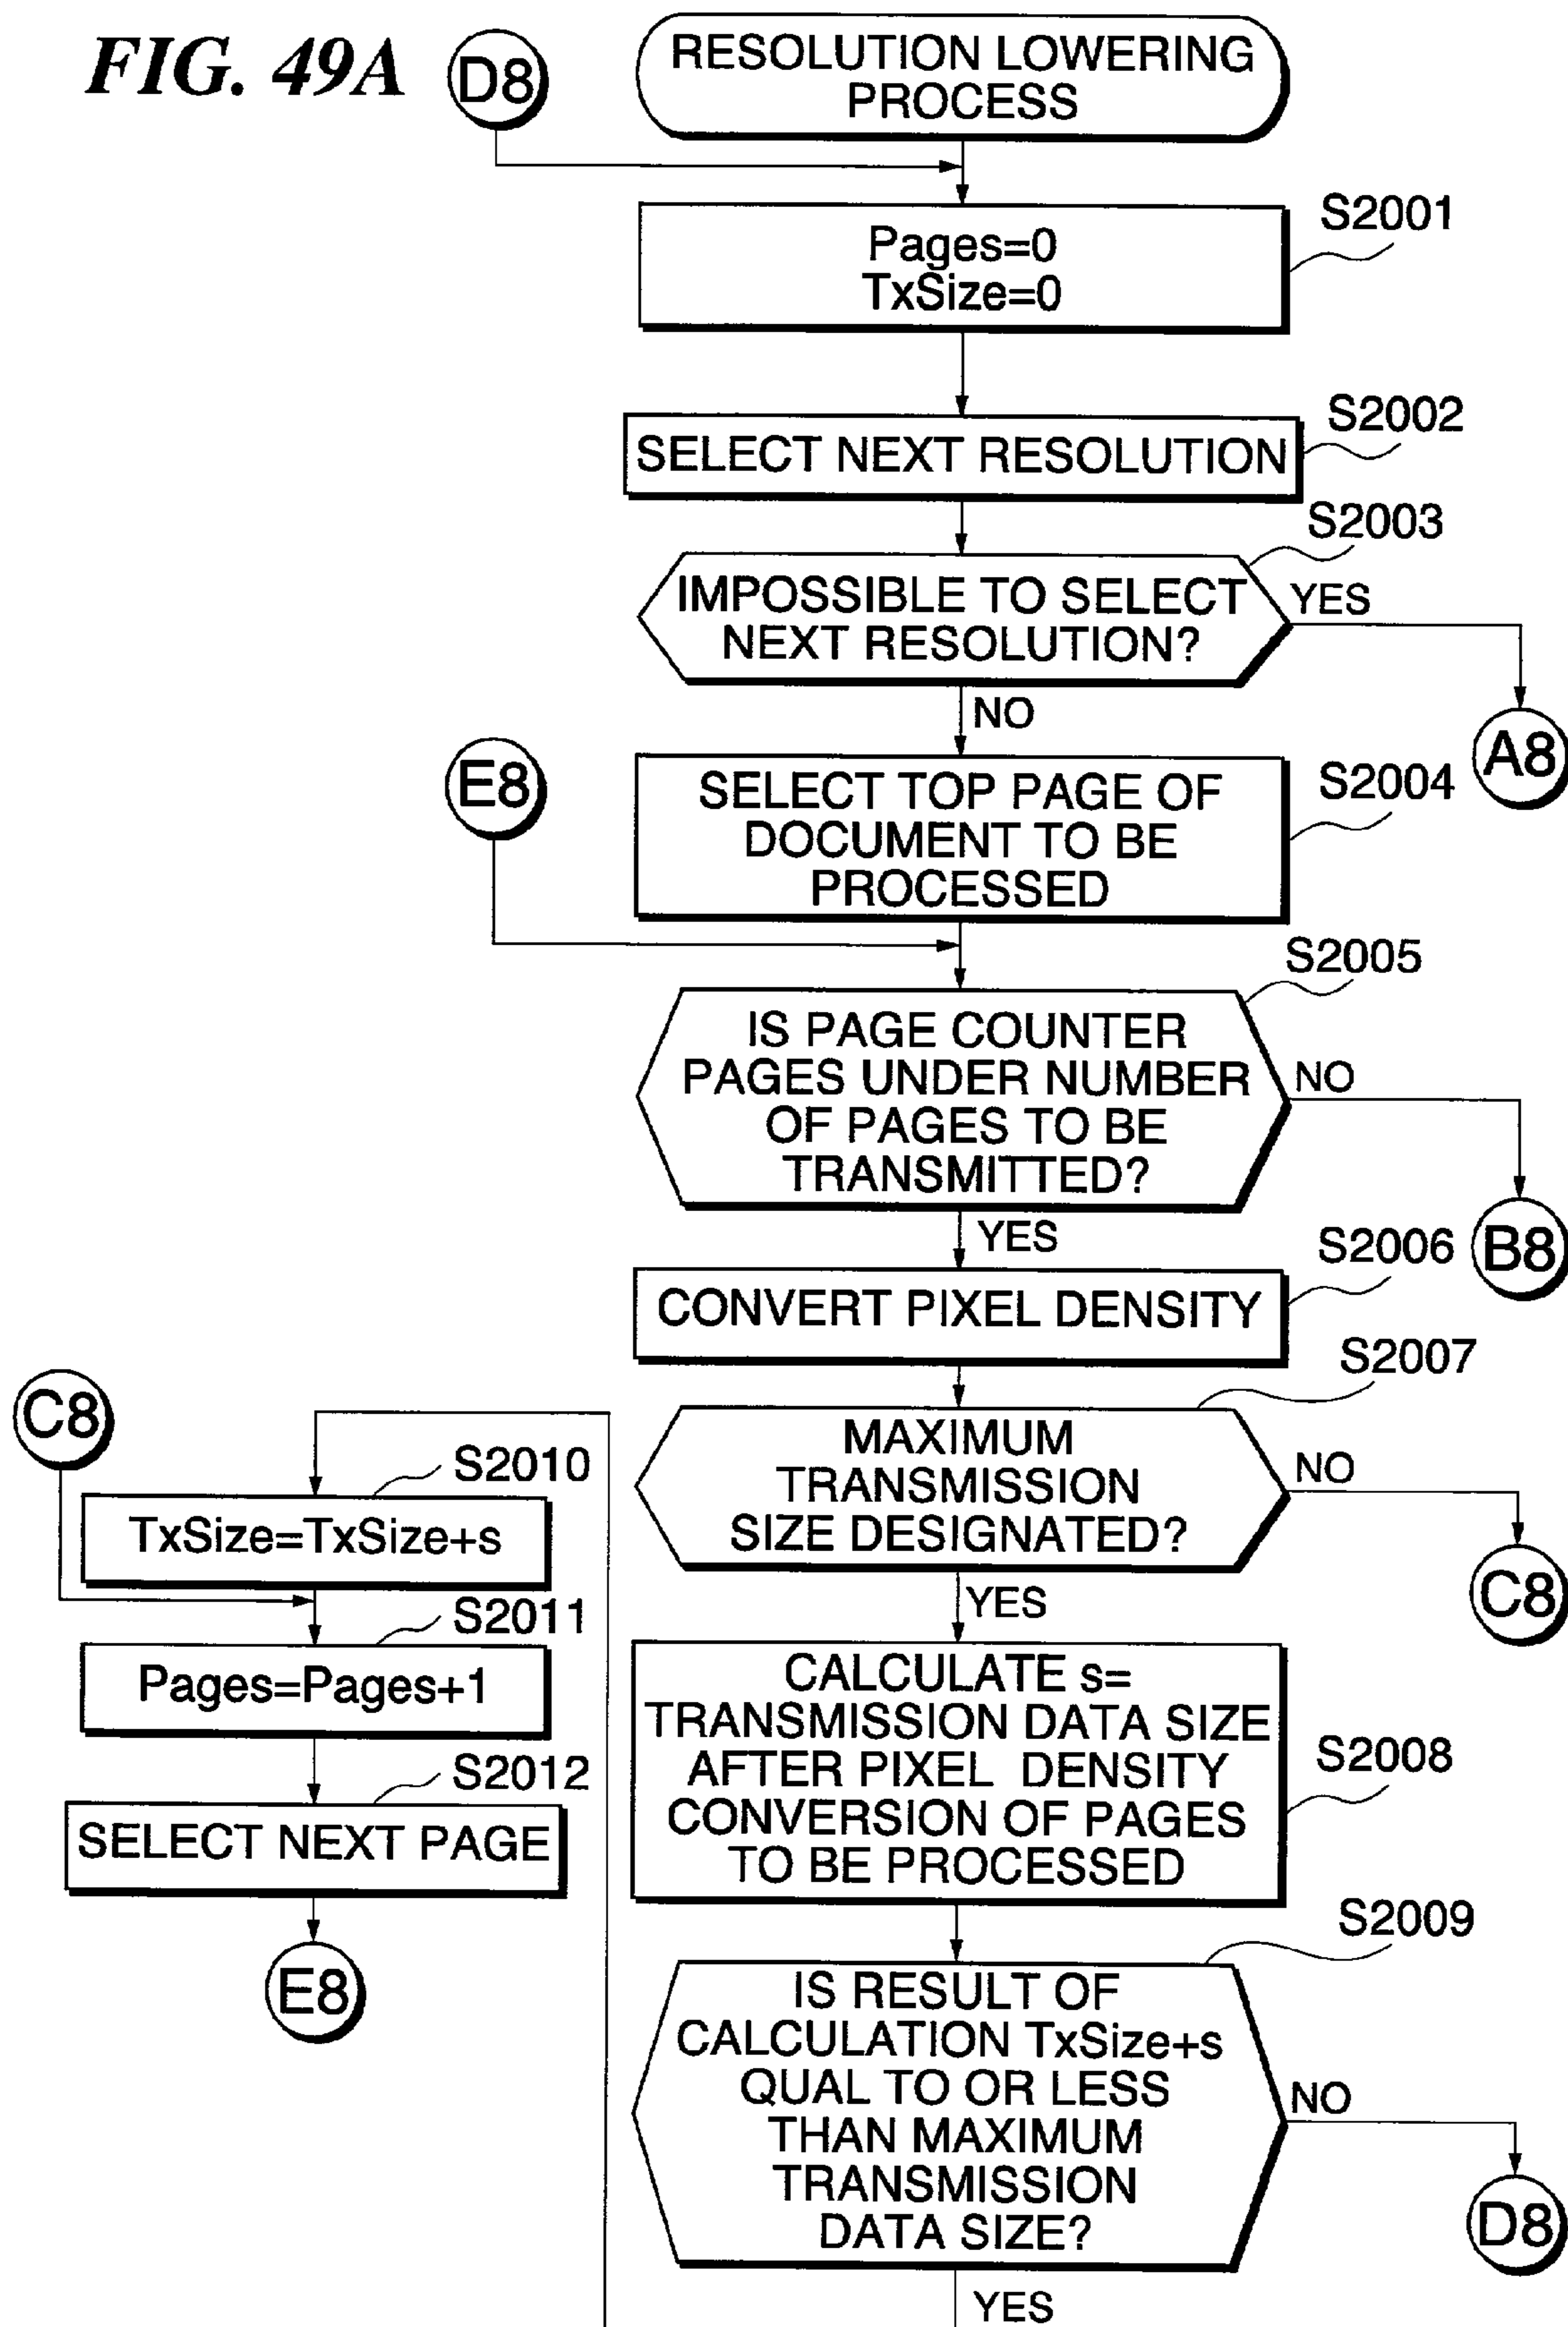 FIG. 49A
D8
RESOLUTION LOWERING
PROCESS
S2001
Pages=0
TxSize=0
S2002
SELECT NEXT RESOLUTION
S2003
IMPOSSIBLE TO SELECT
NEXT RESOLUTION?
YES
A8
NO
E8
SELECT TOP PAGE OF
DOCUMENT TO BE
PROCESSED
S2004
S2005
IS PAGE COUNTER
PAGES UNDER NUMBER
OF PAGES TO BE
TRANSMITTED?
NO
B8
YES
S2006
CONVERT PIXEL DENSITY
S2007
MAXIMUM
TRANSMISSION
SIZE DESIGNATED?
NO
C8
YES
CALCULATE s=
TRANSMISSION DATA SIZE
AFTER PIXEL DENSITY
CONVERSION OF PAGES
TO BE PROCESSED
S2008
S2009
IS RESULT OF
CALCULATION TxSize+s
QUAL TO OR LESS
THAN MAXIMUM
TRANSMISSION
DATA SIZE?
NO
D8
YES
C8
S2010
TxSize=TxSize+s
S2011
Pages=Pages+1
S2012
SELECT NEXT PAGE
E8